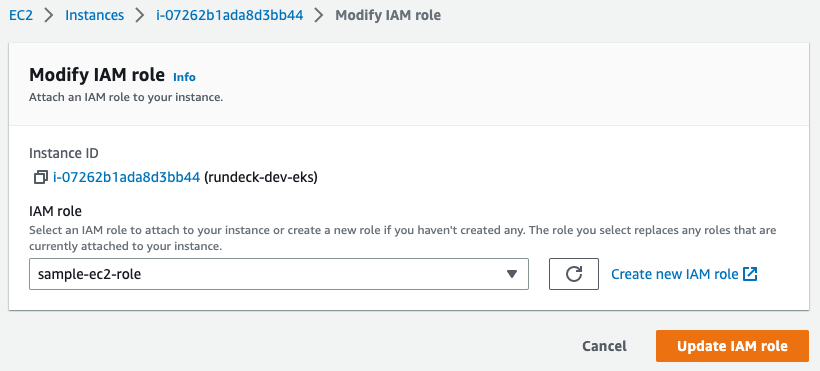 EC2 > Instances > i-07262b1ada8d3bb44 > Modify IAM role
Modify IAM role Info
Attach an IAM role to your instance.
Instance ID
i-07262b1ada8d3bb44 (rundeck-dev-eks)
IAM role
Select an IAM role to attach to your instance or create a new role if you haven't created any. The role you select replaces any roles that are
currently attached to your instance.
sample-ec2-role
Create new IAM role
Cancel
Update IAM role